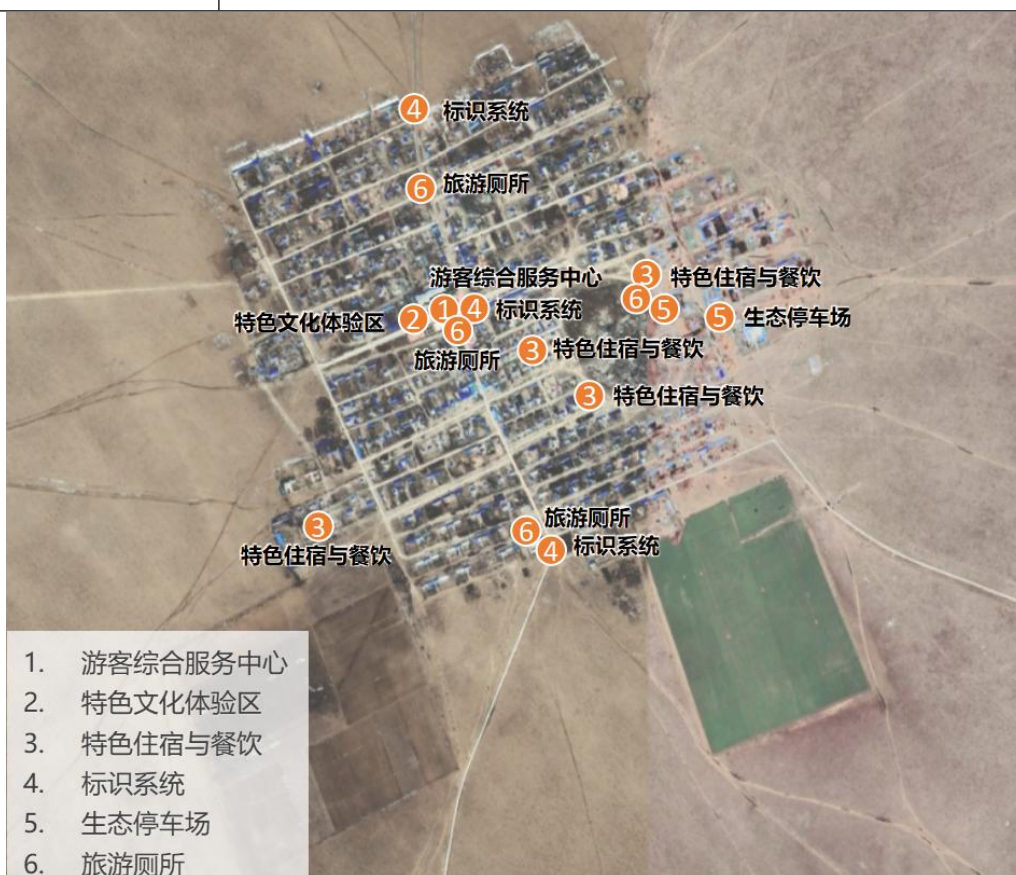 4 标识系统
6 旅游厕所
游客综合服务中心 3 特色住宿与餐饮
6 5
特色文化体验区 2 1 4 标识系统 5 生态停车场
6
旅游厕所 3 特色住宿与餐饮
3 特色住宿与餐饮
3
特色住宿与餐饮
6 旅游厕所
4 标识系统
1. 游客综合服务中心
2. 特色文化体验区
3. 特色住宿与餐饮
4. 标识系统
5. 生态停车场
6. 旅游厕所